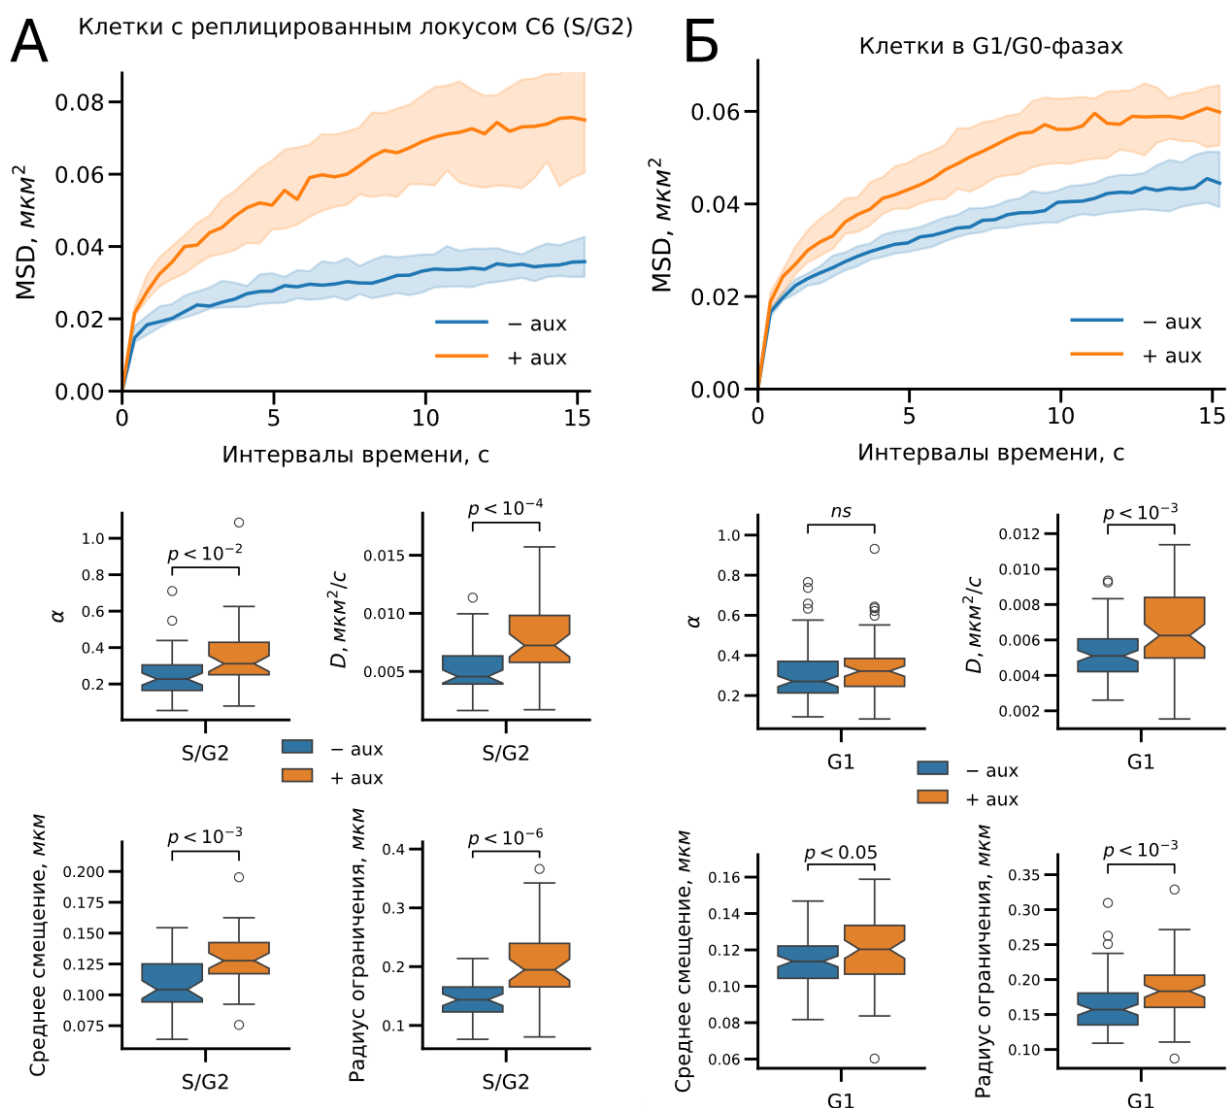 А
Клетки с реплицированным локусом C6 (S/G2)
MSD, мкм²
0.08
0.06
0.04
0.02
0.00
0
5
10
15
− aux
+ aux
Интервалы времени, с
α
1.0
0.8
0.6
0.4
0.2
p < 10⁻²
S/G2
D, мкм²/с
0.015
0.010
0.005
p < 10⁻⁴
S/G2
− aux
+ aux
Среднее смещение, мкм
0.200
0.175
0.150
0.125
0.100
0.075
p < 10⁻³
S/G2
Радиус ограничения, мкм
0.4
0.3
0.2
0.1
p < 10⁻⁶
S/G2
Б
Клетки в G1/G0-фазах
MSD, мкм²
0.06
0.04
0.02
0.00
0
5
10
15
− aux
+ aux
Интервалы времени, с
α
1.0
0.8
0.6
0.4
0.2
ns
G1
D, мкм²/с
0.012
0.010
0.008
0.006
0.004
0.002
p < 10⁻³
G1
− aux
+ aux
Среднее смещение, мкм
0.16
0.14
0.12
0.10
0.08
0.06
p < 0.05
G1
Радиус ограничения, мкм
0.35
0.30
0.25
0.20
0.15
0.10
p < 10⁻³
G1